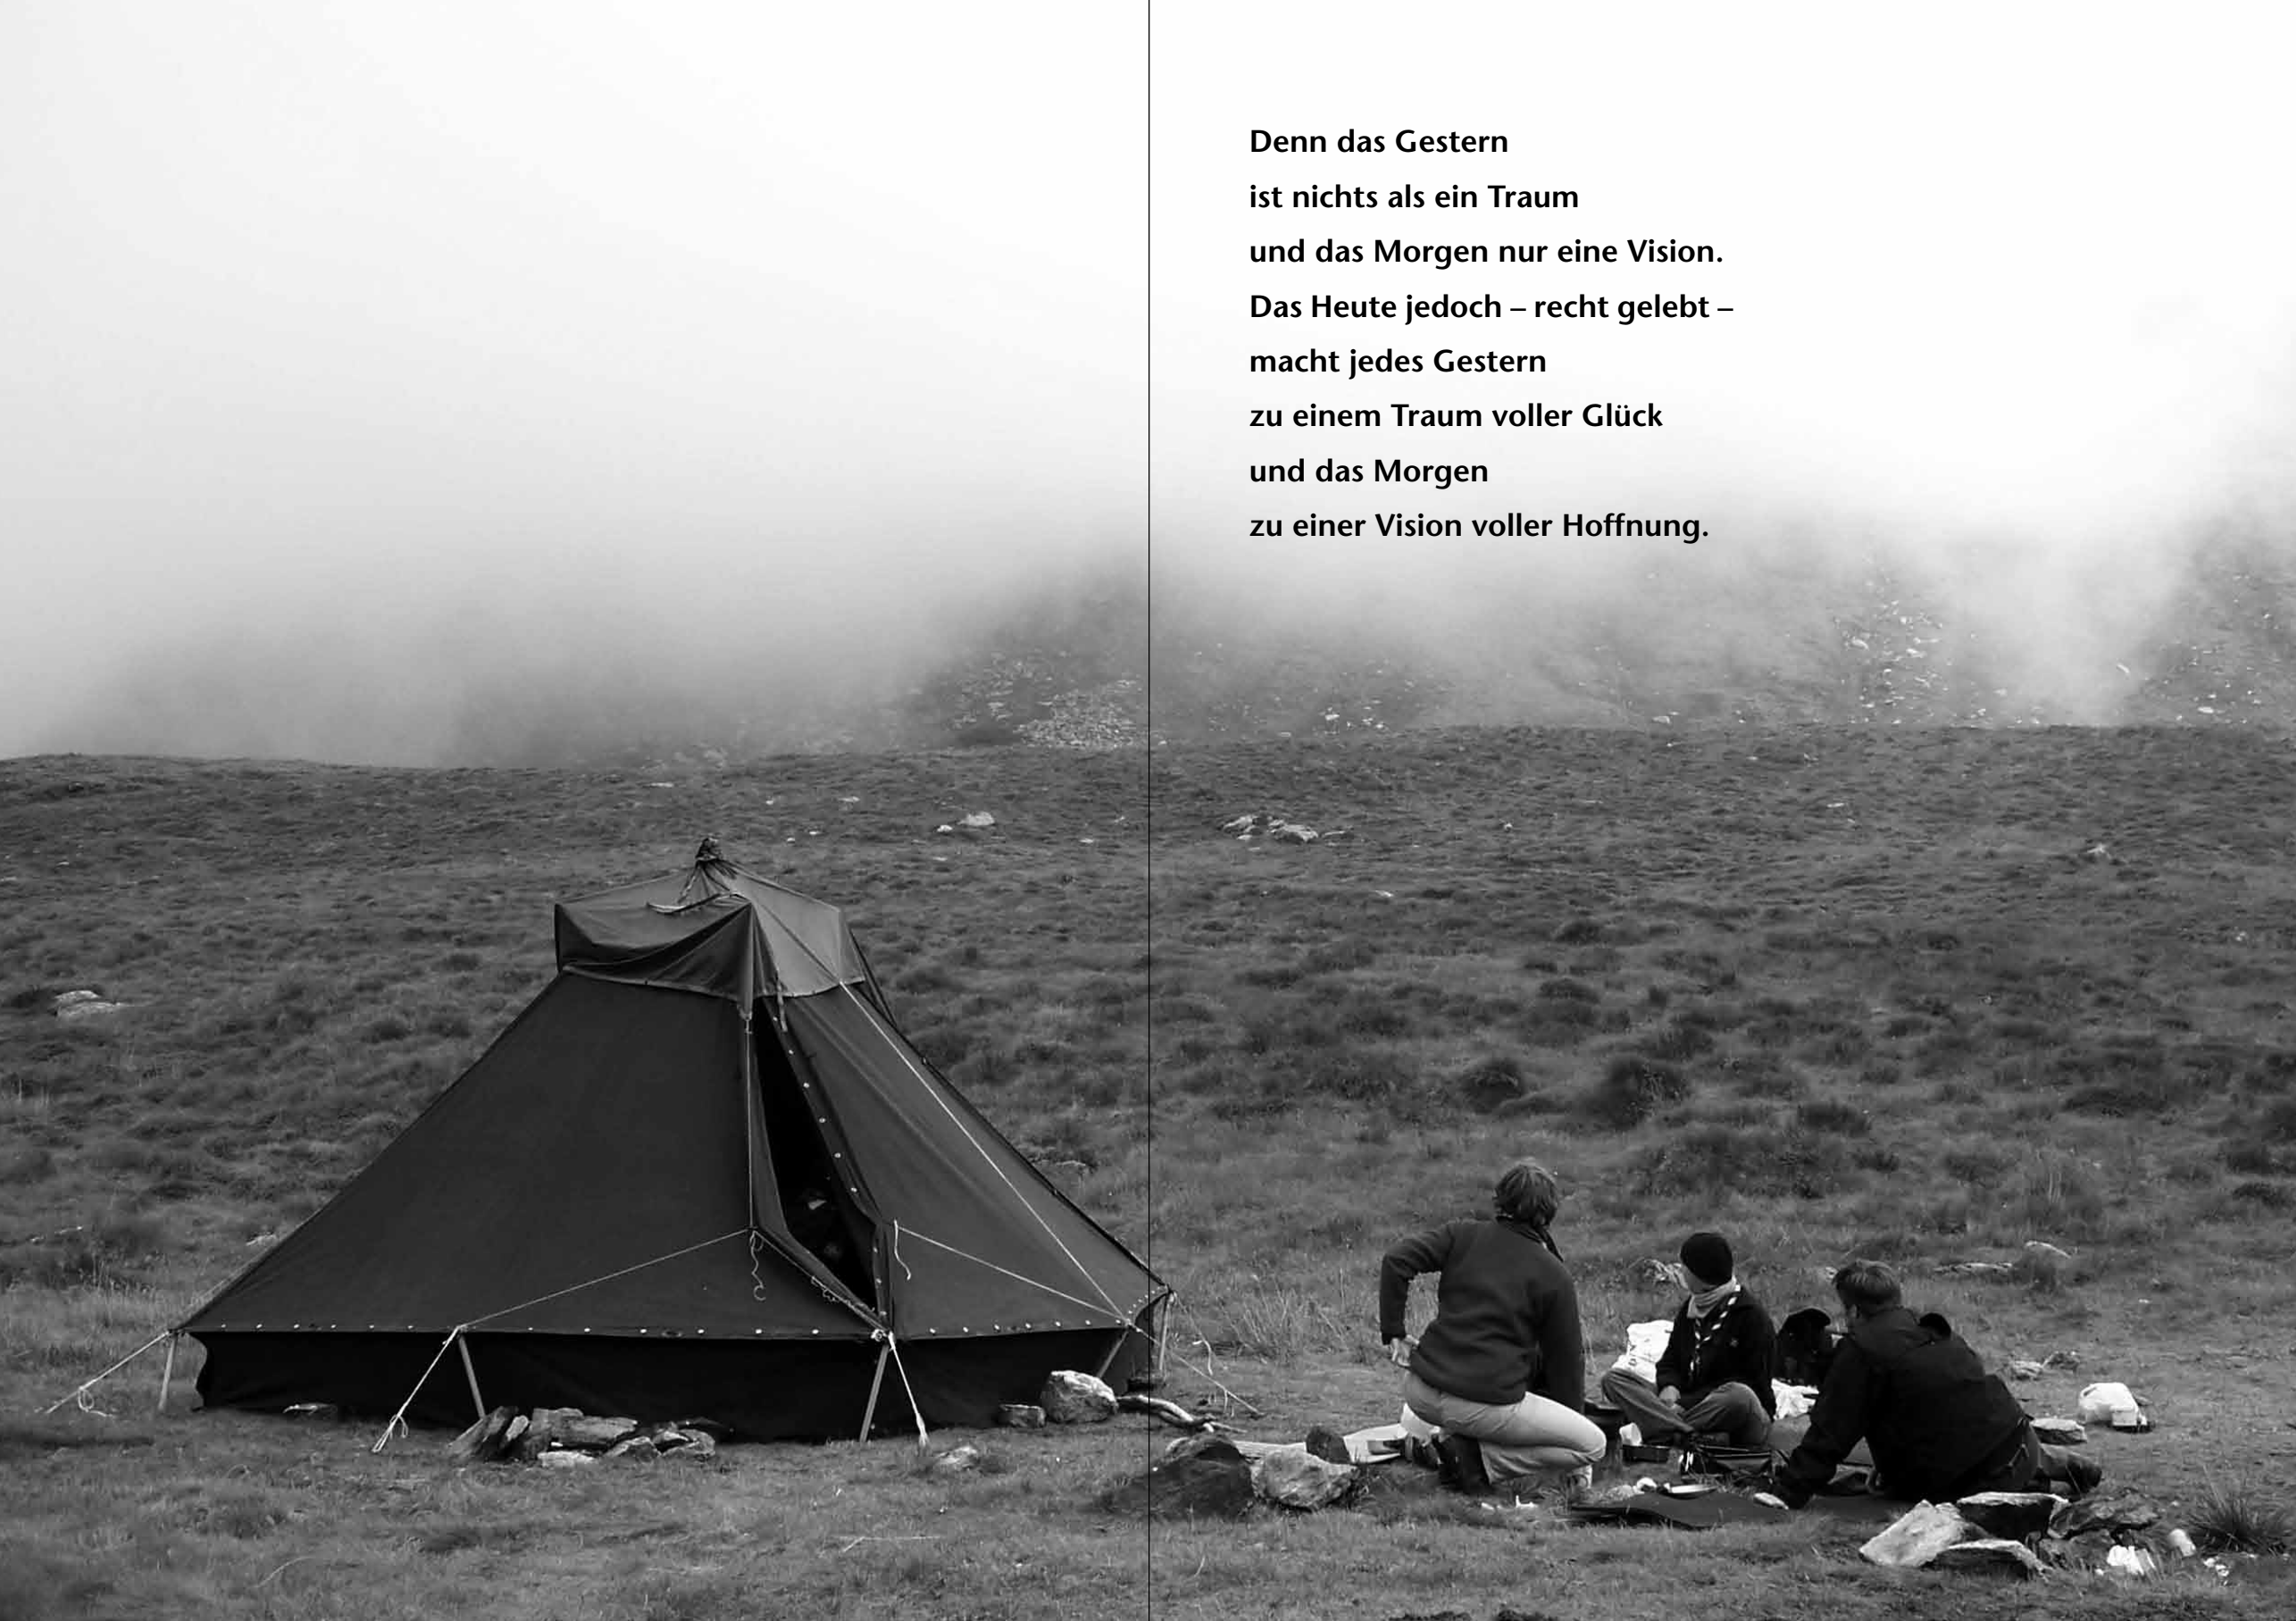 Denn das Gestern
ist nichts als ein Traum
und das Morgen nur eine Vision.
Das Heute jedoch – recht gelebt –
macht jedes Gestern
zu einem Traum voller Glück
und das Morgen
zu einer Vision voller Hoffnung.